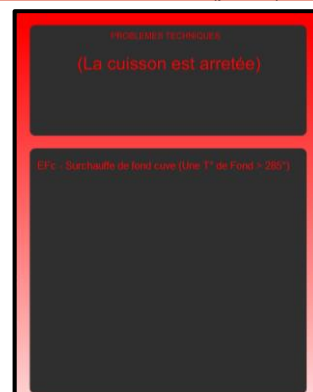 PROBLEMES TECHNIQUES
(La cuisson est arretée)
EFc - Surchauffe de fond cuve (Une T° de Fond > 285°)